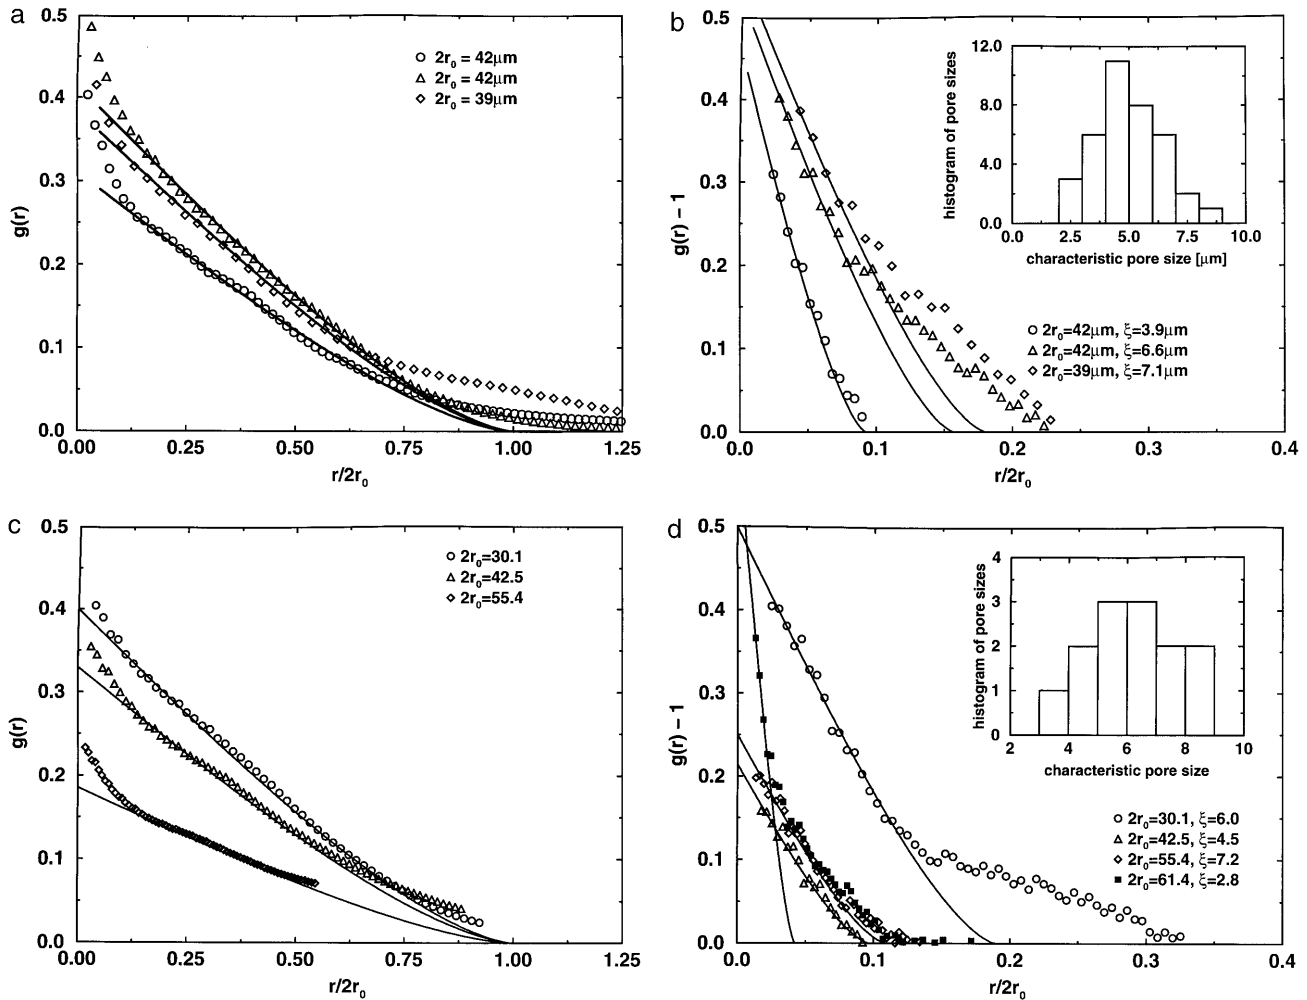 a
0.5
0.4
0.3
0.2
0.1
0.0
g(r)
0.00 0.25 0.50 0.75 1.00 1.25
r/2r₀
2r₀ = 42μm
2r₀ = 42μm
2r₀ = 39μm
b
0.5
0.4
0.3
0.2
0.1
0.0
g(r) − 1
0.0 0.1 0.2 0.3 0.4
r/2r₀
12.0
8.0
4.0
0.0
histogram of pore sizes
0.0 2.5 5.0 7.5 10.0
characteristic pore size [μm]
2r₀=42μm, ξ=3.9μm
2r₀=42μm, ξ=6.6μm
2r₀=39μm, ξ=7.1μm
c
0.5
0.4
0.3
0.2
0.1
0.0
g(r)
0.00 0.25 0.50 0.75 1.00 1.25
r/2r₀
2r₀=30.1
2r₀=42.5
2r₀=55.4
d
0.5
0.4
0.3
0.2
0.1
0.0
g(r) − 1
0.0 0.1 0.2 0.3 0.4
r/2r₀
4
3
2
1
0
histogram of pore sizes
2 4 6 8 10
characteristic pore size
2r₀=30.1, ξ=6.0
2r₀=42.5, ξ=4.5
2r₀=55.4, ξ=7.2
2r₀=61.4, ξ=2.8